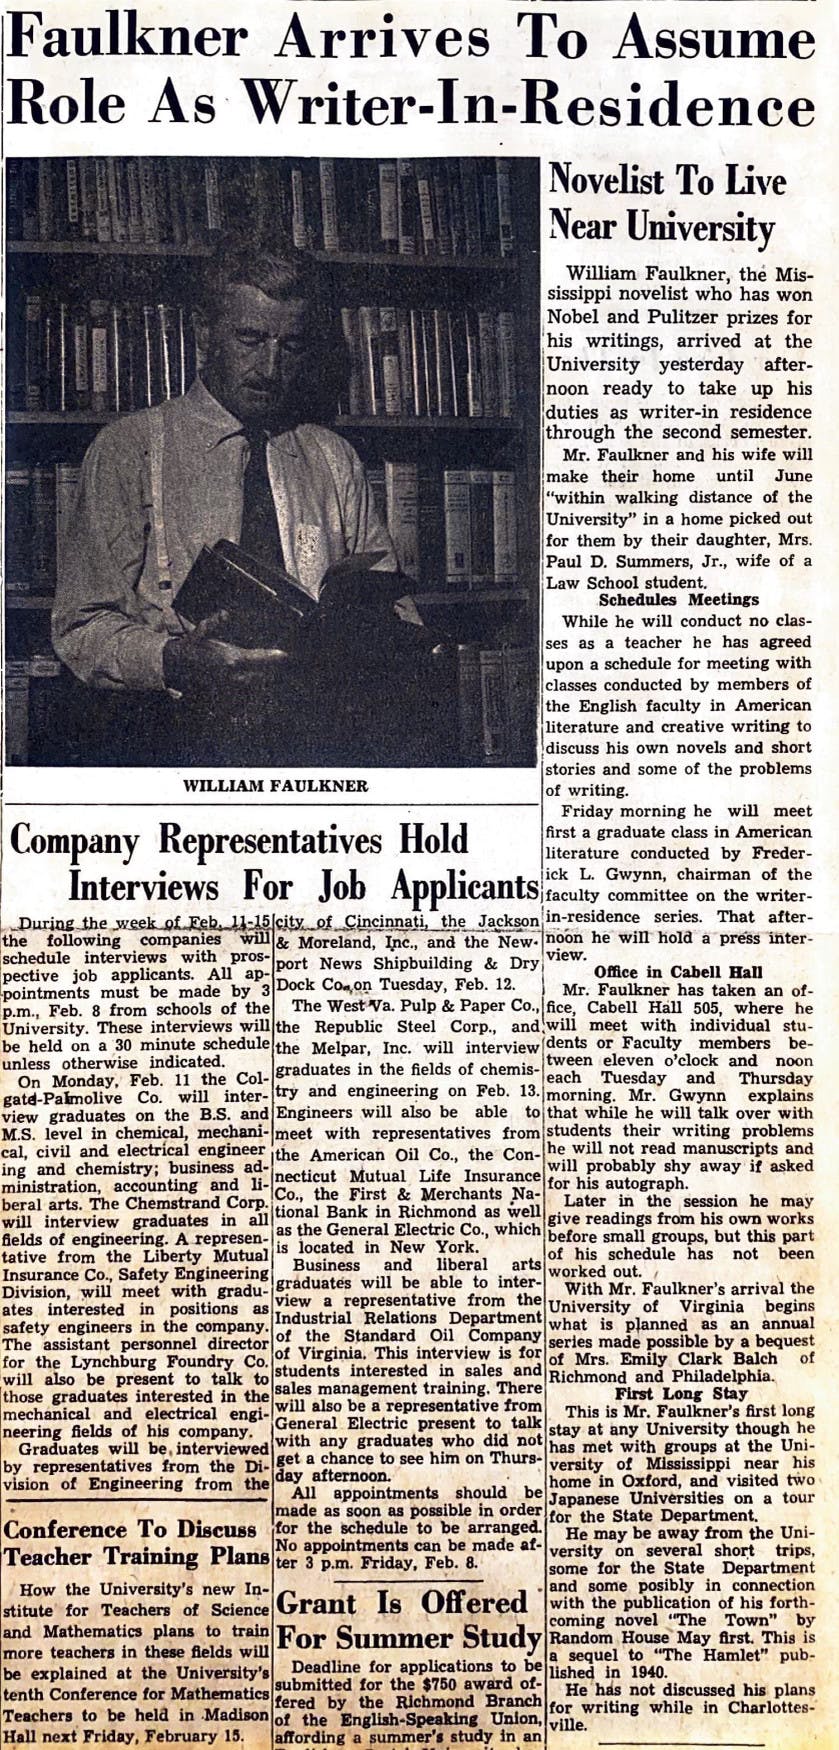 Faulkner Arrives To Assume
Role As Writer-In-Residence
WILLIAM FAULKNER
Novelist To Live
Near University
William Faulkner, the Mis-
sissippi novelist who has won
Nobel and Pulitzer prizes for
his writings, arrived at the
University yesterday after-
noon ready to take up his
duties as writer-in residence
through the second semester.
Mr. Faulkner and his wife will
make their home until June
"within walking distance of the
University" in a home picked out
for them by their daughter, Mrs.
Paul D. Summers, Jr., wife of a
Law School student.
Schedules Meetings
While he will conduct no clas-
ses as a teacher he has agreed
upon a schedule for meeting with
classes conducted by members of
the English faculty in American
literature and creative writing to
discuss his own novels and short
stories and some of the problems
of writing.
Friday morning he will meet
first a graduate class in American
literature conducted by Freder-
ick L. Gwynn, chairman of the
faculty committee on the writer-
in-residence series. That after-
noon he will hold a press inter-
view.
Office in Cabell Hall
Mr. Faulkner has taken an of-
fice, Cabell Hall 505, where he
will meet with individual stu-
dents or Faculty members be-
tween eleven o'clock and noon
each Tuesday and Thursday
morning. Mr. Gwynn explains
that while he will talk over with
students their writing problems
he will not read manuscripts and
will probably shy away if asked
for his autograph.
Later in the session he may
give readings from his own works
before small groups, but this part
of his schedule has not been
worked out.
With Mr. Faulkner's arrival the
University of Virginia begins
what is planned as an annual
series made possible by a bequest
of Mrs. Emily Clark Balch of
Richmond and Philadelphia.
First Long Stay
This is Mr. Faulkner's first long
stay at any University though he
has met with groups at the Uni-
versity of Mississippi near his
home in Oxford, and visited two
Japanese Universities on a tour
for the State Department.
He may be away from the Uni-
versity on several short trips,
some for the State Department
and some posibly in connection
with the publication of his forth-
coming novel "The Town" by
Random House May first. This is
a sequel to "The Hamlet" pub-
lished in 1940.
He has not discussed his plans
for writing while in Charlottes-
ville.
Company Representatives Hold
Interviews For Job Applicants
During the week of Feb. 11-15
the following companies will
schedule interviews with pros-
pective job applicants. All ap-
pointments must be made by 3
p.m., Feb. 8 from schools of the
University. These interviews will
be held on a 30 minute schedule
unless otherwise indicated.
On Monday, Feb. 11 the Col-
gate-Palmolive Co. will inter-
view graduates on the B.S. and
M.S. level in chemical, mechani-
cal, civil and electrical engineer
ing and chemistry; business ad-
ministration, accounting and li-
beral arts. The Chemstrand Corp.
will interview graduates in all
fields of engineering. A represen-
tative from the Liberty Mutual
Insurance Co., Safety Engineering
Division, will meet with gradu-
ates interested in positions as
safety engineers in the company.
The assistant personnel director
for the Lynchburg Foundry Co.
will also be present to talk to
those graduates interested in the
mechanical and electrical engi-
neering fields of his company.
Graduates will be interviewed
by representatives from the Di-
vision of Engineering from the
city of Cincinnati, the Jackson
& Moreland, Inc., and the New-
port News Shipbuilding & Dry
Dock Co. on Tuesday, Feb. 12.
The West Va. Pulp & Paper Co.,
the Republic Steel Corp., and
the Melpar, Inc. will interview
graduates in the fields of chemis-
try and engineering on Feb. 13.
Engineers will also be able to
meet with representatives from
the American Oil Co., the Con-
necticut Mutual Life Insurance
Co., the First & Merchants Na-
tional Bank in Richmond as well
as the General Electric Co., which
is located in New York.
Business and liberal arts
graduates will be able to inter-
view a representative from the
Industrial Relations Department
of the Standard Oil Company
of Virginia. This interview is for
students interested in sales and
sales management training. There
will also be a representative from
General Electric present to talk
with any graduates who did not
get a chance to see him on Thurs-
day afternoon.
All appointments should be
made as soon as possible in order
for the schedule to be arranged.
No appointments can be made af-
ter 3 p.m. Friday, Feb. 8.
Conference To Discuss
Teacher Training Plans
How the University's new In-
stitute for Teachers of Science
and Mathematics plans to train
more teachers in these fields will
be explained at the University's
tenth Conference for Mathematics
Teachers to be held in Madison
Hall next Friday, February 15.
Grant Is Offered
For Summer Study
Deadline for applications to be
submitted for the $750 award of-
fered by the Richmond Branch
of the English-Speaking Union,
affording a summer's study in an